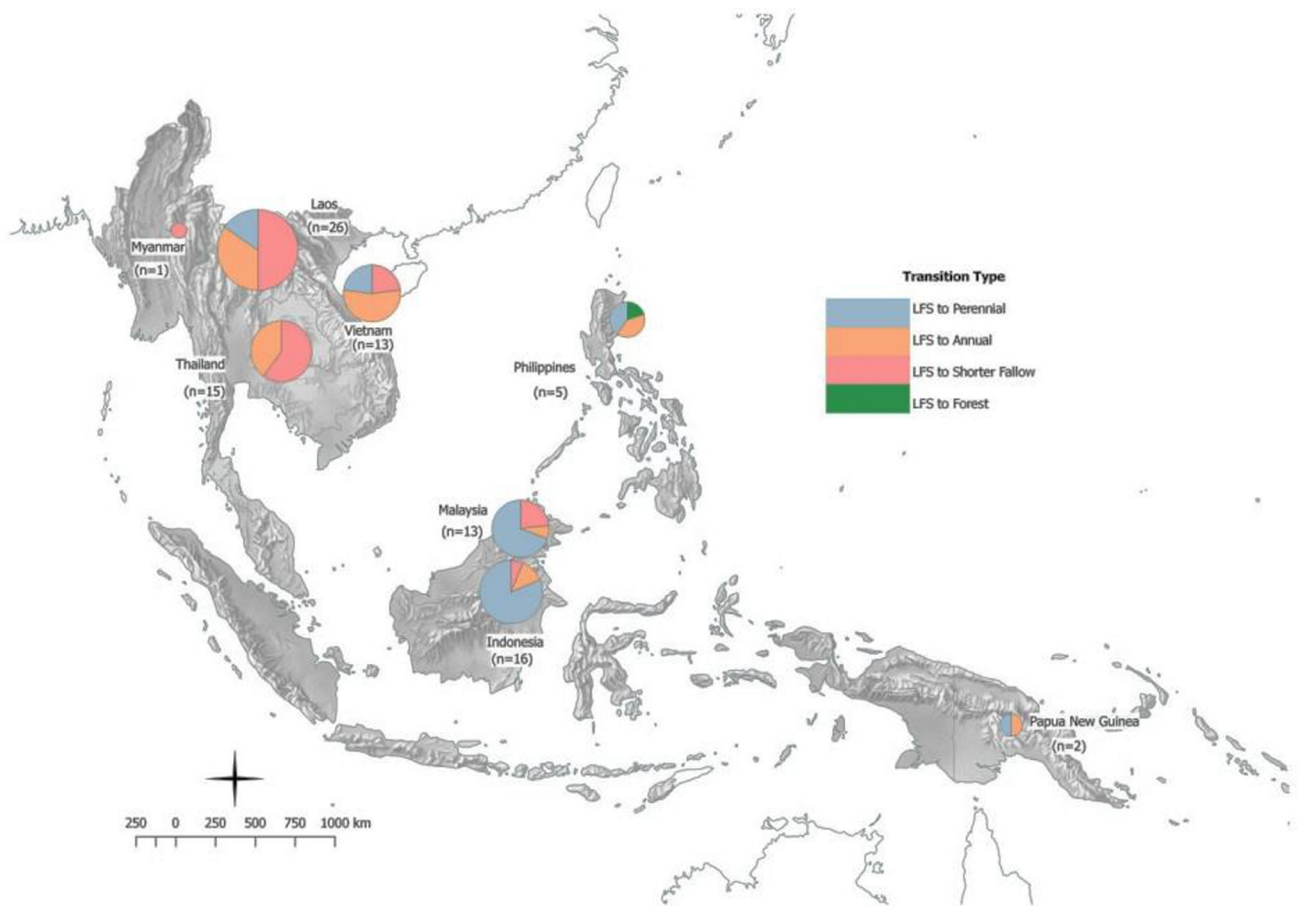 Laos
(n=26)
Myanmar
(n=1)
Vietnam
(n=13)
Thailand
(n=15)
Philippines
(n=5)
Transition Type
LFS to Perennial
LFS to Annual
LFS to Shorter Fallow
LFS to Forest
Malaysia
(n=13)
Indonesia
(n=16)
Papua New Guinea
(n=2)
250 0 250 500 750 1000 km